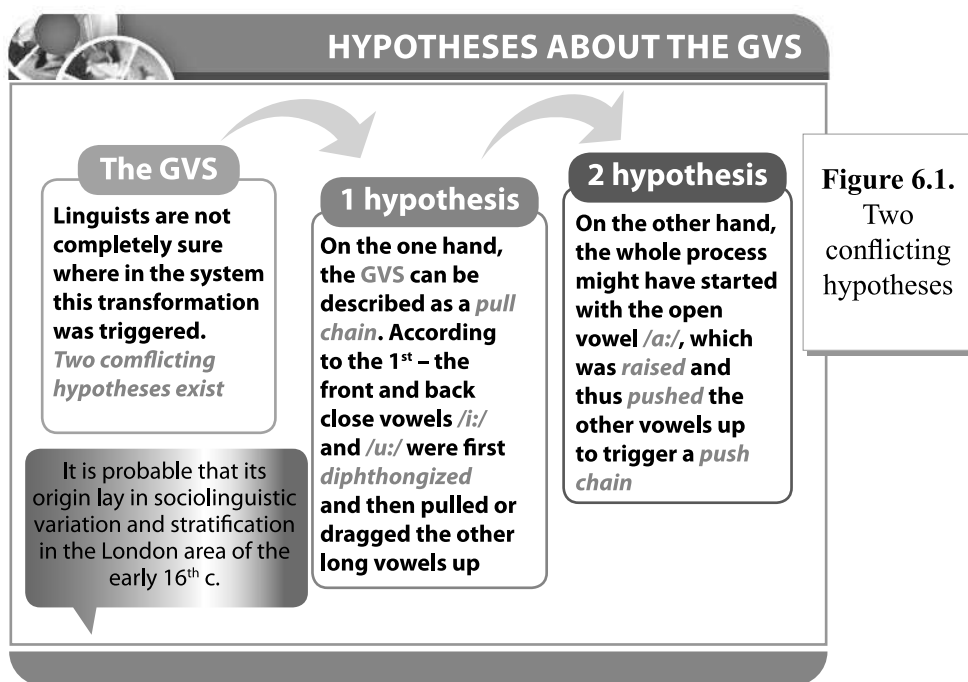 HYPOTHESES ABOUT THE GVS
The GVS
Linguists are not
completely sure
where in the system
this transformation
was triggered.
Two comflicting
hypotheses exist
It is probable that its
origin lay in sociolinguistic
variation and stratification
in the London area of the
early 16th c.
1 hypothesis
On the one hand,
the GVS can be
described as a pull
chain. According
to the 1st – the
front and back
close vowels /i:/
and /u:/ were first
diphthongized
and then pulled or
dragged the other
long vowels up
2 hypothesis
On the other hand,
the whole process
might have started
with the open
vowel /a:/, which
was raised and
thus pushed the
other vowels up
to trigger a push
chain
Figure 6.1.
Two
conflicting
hypotheses